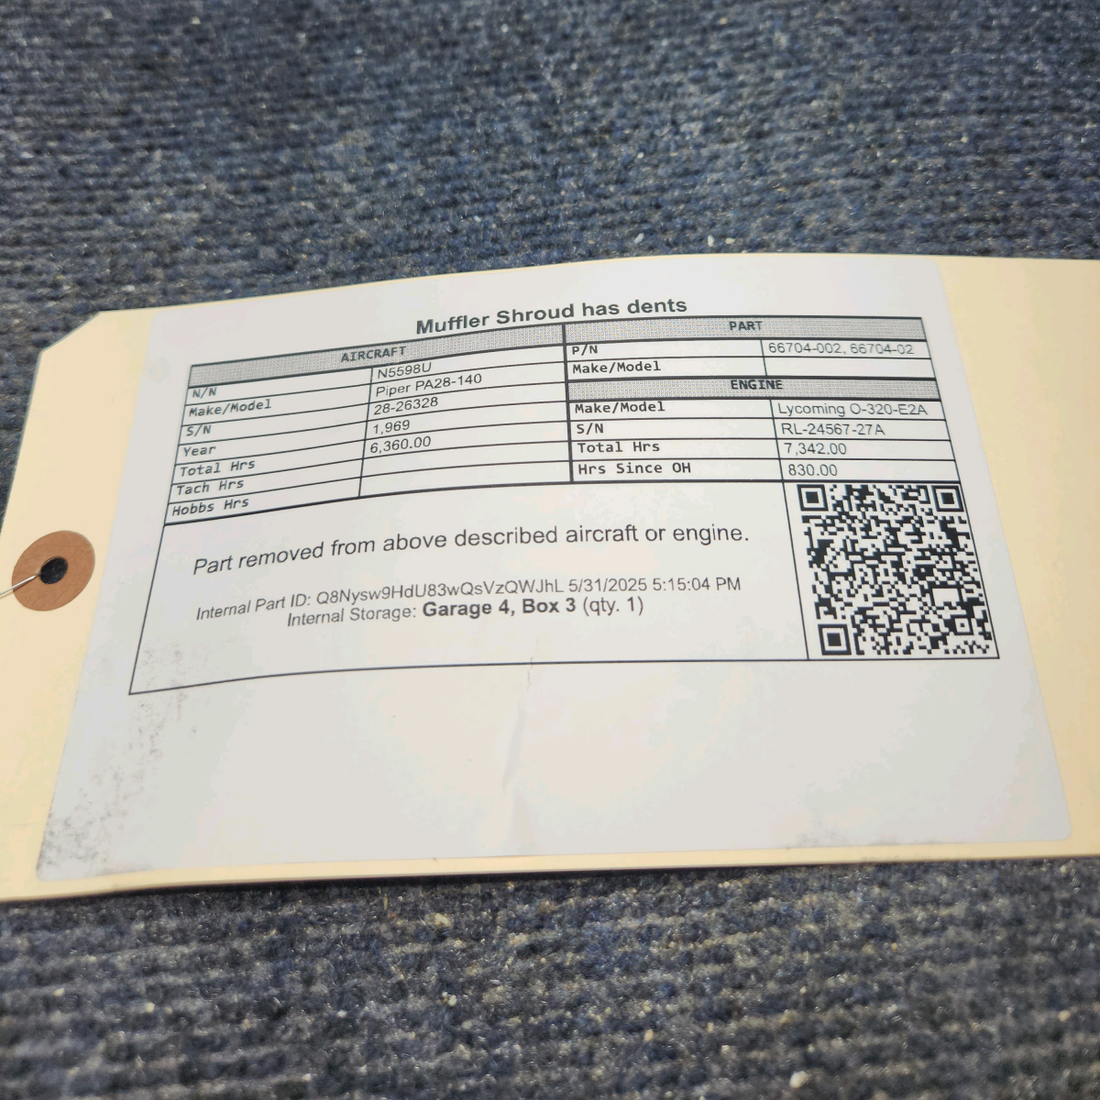 Muffler Shroud has dents
AIRCRAFT
N/N N5598U
Make/Model Piper PA28-140
S/N 28-26328
Year 1,969
Total Hrs 6,360.00
Tach Hrs
Hobbs Hrs
PART
P/N 66704-002, 66704-02
Make/Model
ENGINE
Make/Model Lycoming O-320-E2A
S/N RL-24567-27A
Total Hrs 7,342.00
Hrs Since OH 830.00
Part removed from above described aircraft or engine.
Internal Part ID: Q8Nysw9HdU83wQsVzQWJhL 5/31/2025 5:15:04 PM
Internal Storage: Garage 4, Box 3 (qty. 1)